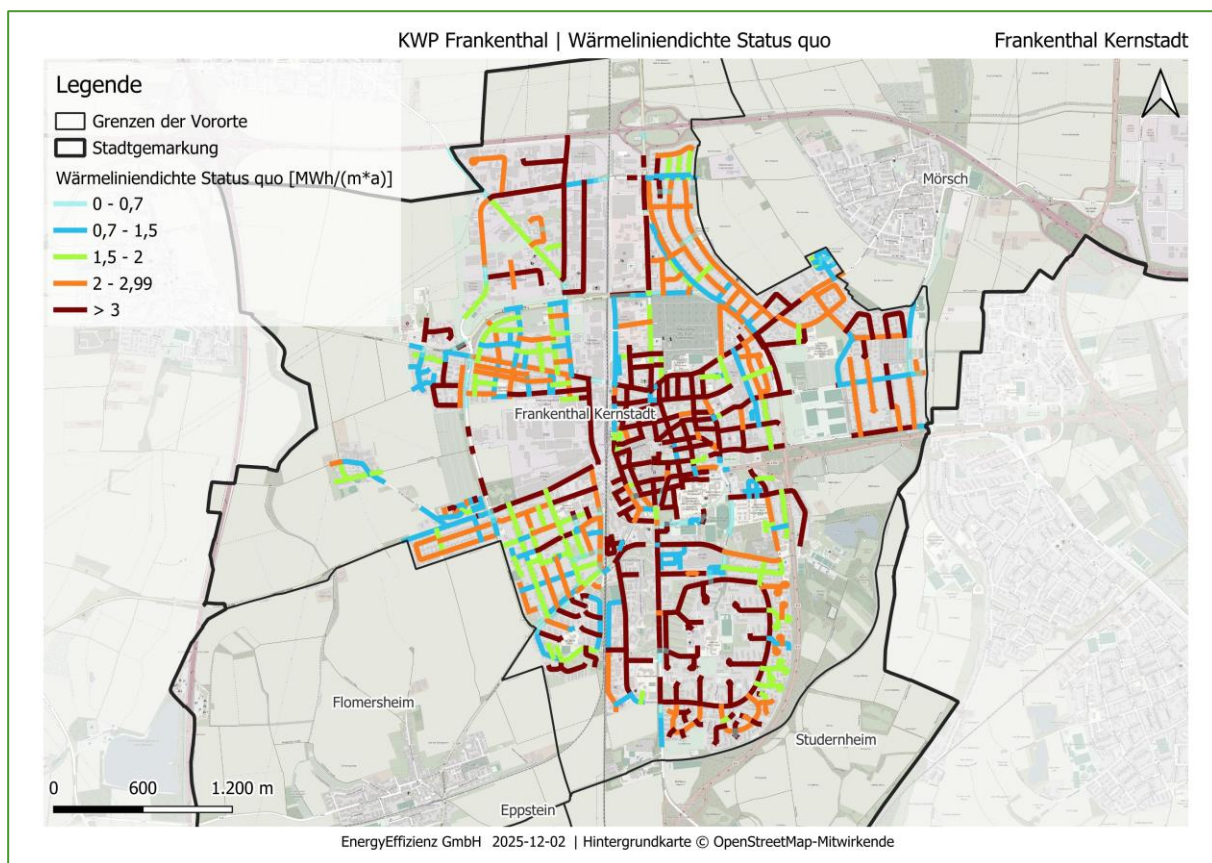 KWP Frankenthal | Wärmeliniendichte Status quo
Frankenthal Kernstadt
Legende
Grenzen der Vororte
Stadtgemarkung
Wärmeliniendichte Status quo [MWh/(m*a)]
0 - 0,7
0,7 - 1,5
1,5 - 2
2 - 2,99
> 3
Mörsch
Frankenthal Kernstadt
Flomersheim
Studernheim
Eppstein
0 600 1.200 m
EnergyEffizienz GmbH 2025-12-02 | Hintergrundkarte © OpenStreetMap-Mitwirkende